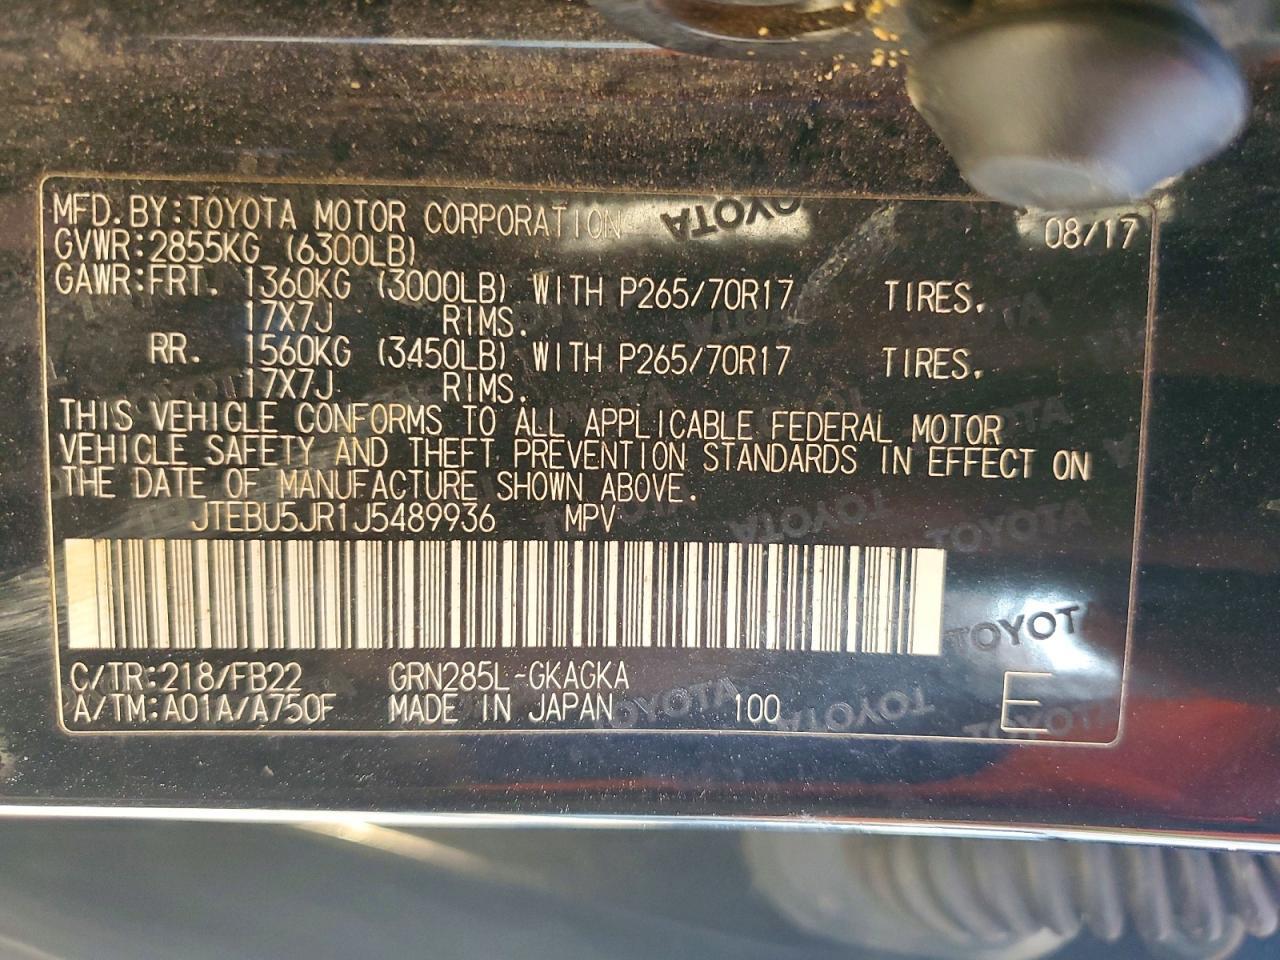 MFD. BY: TOYOTA MOTOR CORPORATION TOYOTA 08/17
GVWR: 2855KG (6300LB)
GAWR: FRT. 1360KG (3000LB) WITH P265/70R17 TIRES,
17X7J RIMS.
RR. 1560KG (3450LB) WITH P265/70R17 TIRES,
17X7J RIMS.
THIS VEHICLE CONFORMS TO ALL APPLICABLE FEDERAL MOTOR
VEHICLE SAFETY AND THEFT PREVENTION STANDARDS IN EFFECT ON
THE DATE OF MANUFACTURE SHOWN ABOVE.
JTEBU5JR1J5489936 MPV
TOYOTA
C/TR: 218/FB22 GRN285L-GKAGKA
A/TM: A01A/A750F MADE IN JAPAN 100 E